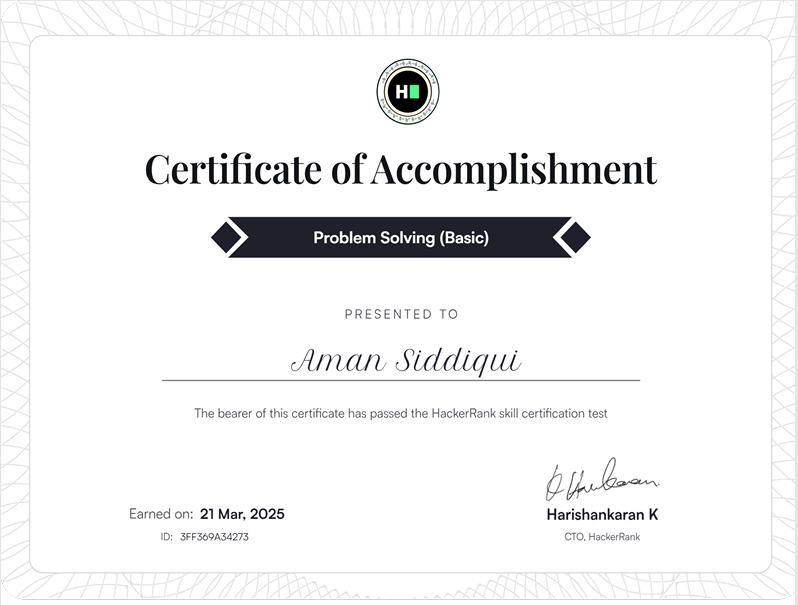 H
Certificate of Accomplishment
Problem Solving (Basic)
PRESENTED TO
Aman Siddiqui
The bearer of this certificate has passed the HackerRank skill certification test
Earned on: 21 Mar, 2025
ID: 3FF369A34273
Harishankaran K
CTO, HackerRank